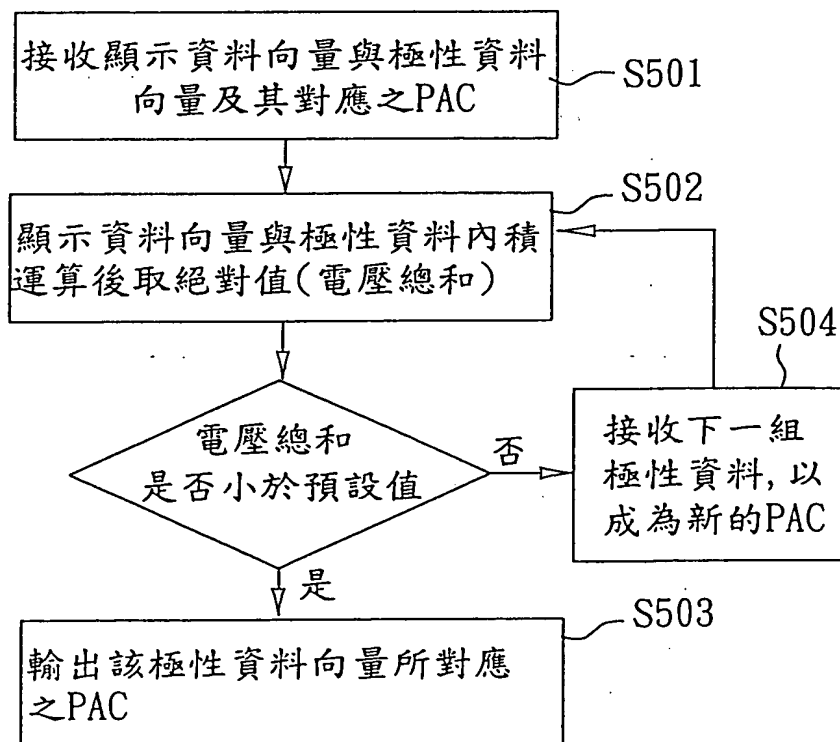 接收顯示資料向量與極性資料
向量及其對應之PAC
S501
S502
顯示資料向量與極性資料內積
運算後取絕對值(電壓總和)
S504
電壓總和
是否小於預設值
否
接收下一組
極性資料,以
成為新的PAC
是
S503
輸出該極性資料向量所對應
之PAC